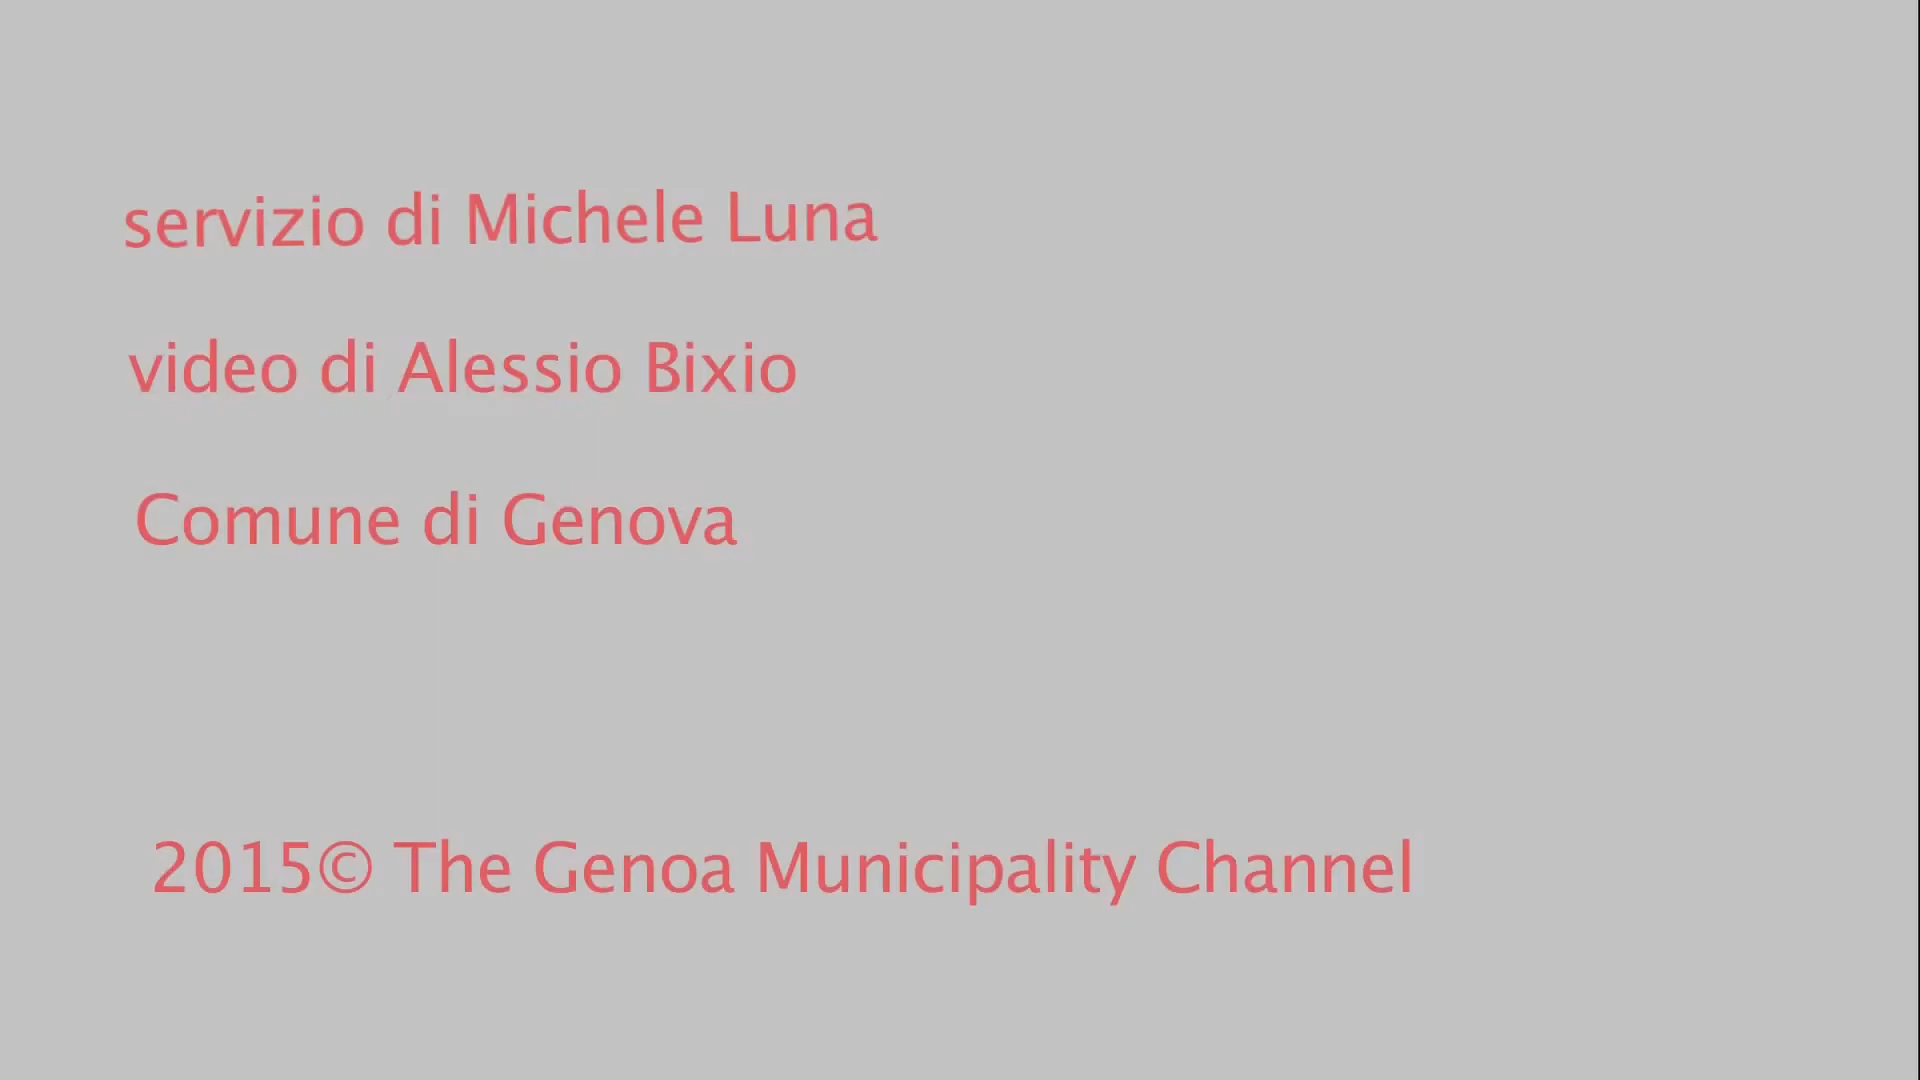 servizio di Michele Luna
video di Alessio Bixio
Comune di Genova
2015© The Genoa Municipality Channel